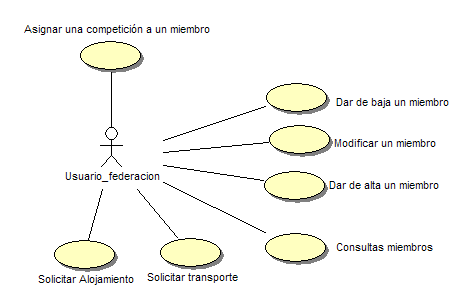 Asignar una competición a un miembro
Dar de baja un miembro
Modificar un miembro
Usuario_federacion
Dar de alta un miembro
Consultas miembros
Solicitar Alojamiento
Solicitar transporte